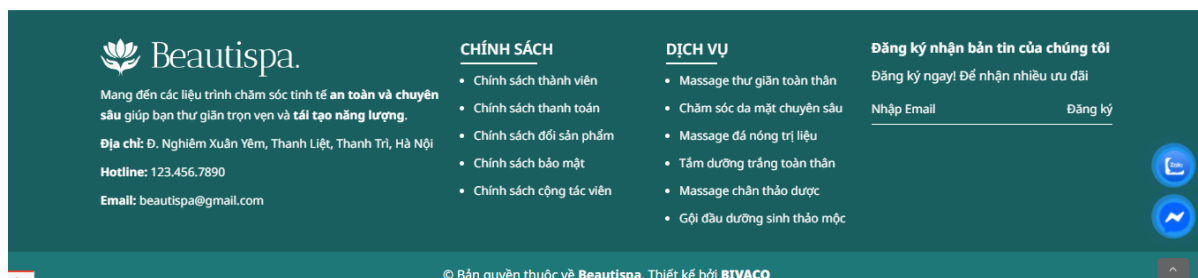 Beautispa.
Mang đến các liệu trình chăm sóc tinh tế an toàn và chuyên
sâu giúp bạn thư giãn trọn vẹn và tái tạo năng lượng.
Địa chỉ: Đ. Nghiêm Xuân Yêm, Thanh Liệt, Thanh Trì, Hà Nội
Hotline: 123.456.7890
Email: beautispa@gmail.com
CHÍNH SÁCH
• Chính sách thành viên
• Chính sách thanh toán
• Chính sách đổi sản phẩm
• Chính sách bảo mật
• Chính sách cộng tác viên
DỊCH VỤ
• Massage thư giãn toàn thân
• Chăm sóc da mặt chuyên sâu
• Massage đá nóng trị liệu
• Tắm dưỡng trắng toàn thân
• Massage chân thảo dược
• Gội đầu dưỡng sinh thảo mộc
Đăng ký nhận bản tin của chúng tôi
Đăng ký ngay! Để nhận nhiều ưu đãi
Nhập Email Đăng ký
Zalo
© Bản quyền thuộc về Beautispa. Thiết kế bởi BIVACO